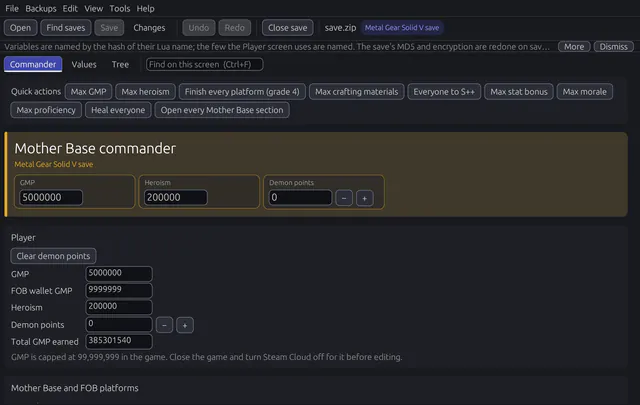 File Backups Edit View Tools Help
Open Find saves Save Changes Undo Redo Close save save.zip Metal Gear Solid V save
Variables are named by the hash of their Lua name; the few the Player screen uses are named. The save's MD5 and encryption are redone on sav... More Dismiss
Commander Values Tree Find on this screen (Ctrl+F)
Quick actions Max GMP Max heroism Finish every platform (grade 4) Max crafting materials Everyone to S++ Max stat bonus Max morale
Max proficiency Heal everyone Open every Mother Base section
Mother Base commander
Metal Gear Solid V save
GMP Heroism Demon points
5000000 200000 0 − +
Player
Clear demon points
GMP 5000000
FOB wallet GMP 9999999
Heroism 200000
Demon points 0 − +
Total GMP earned 385301540
GMP is capped at 99,999,999 in the game. Close the game and turn Steam Cloud off for it before editing.
Mother Base and FOB platforms